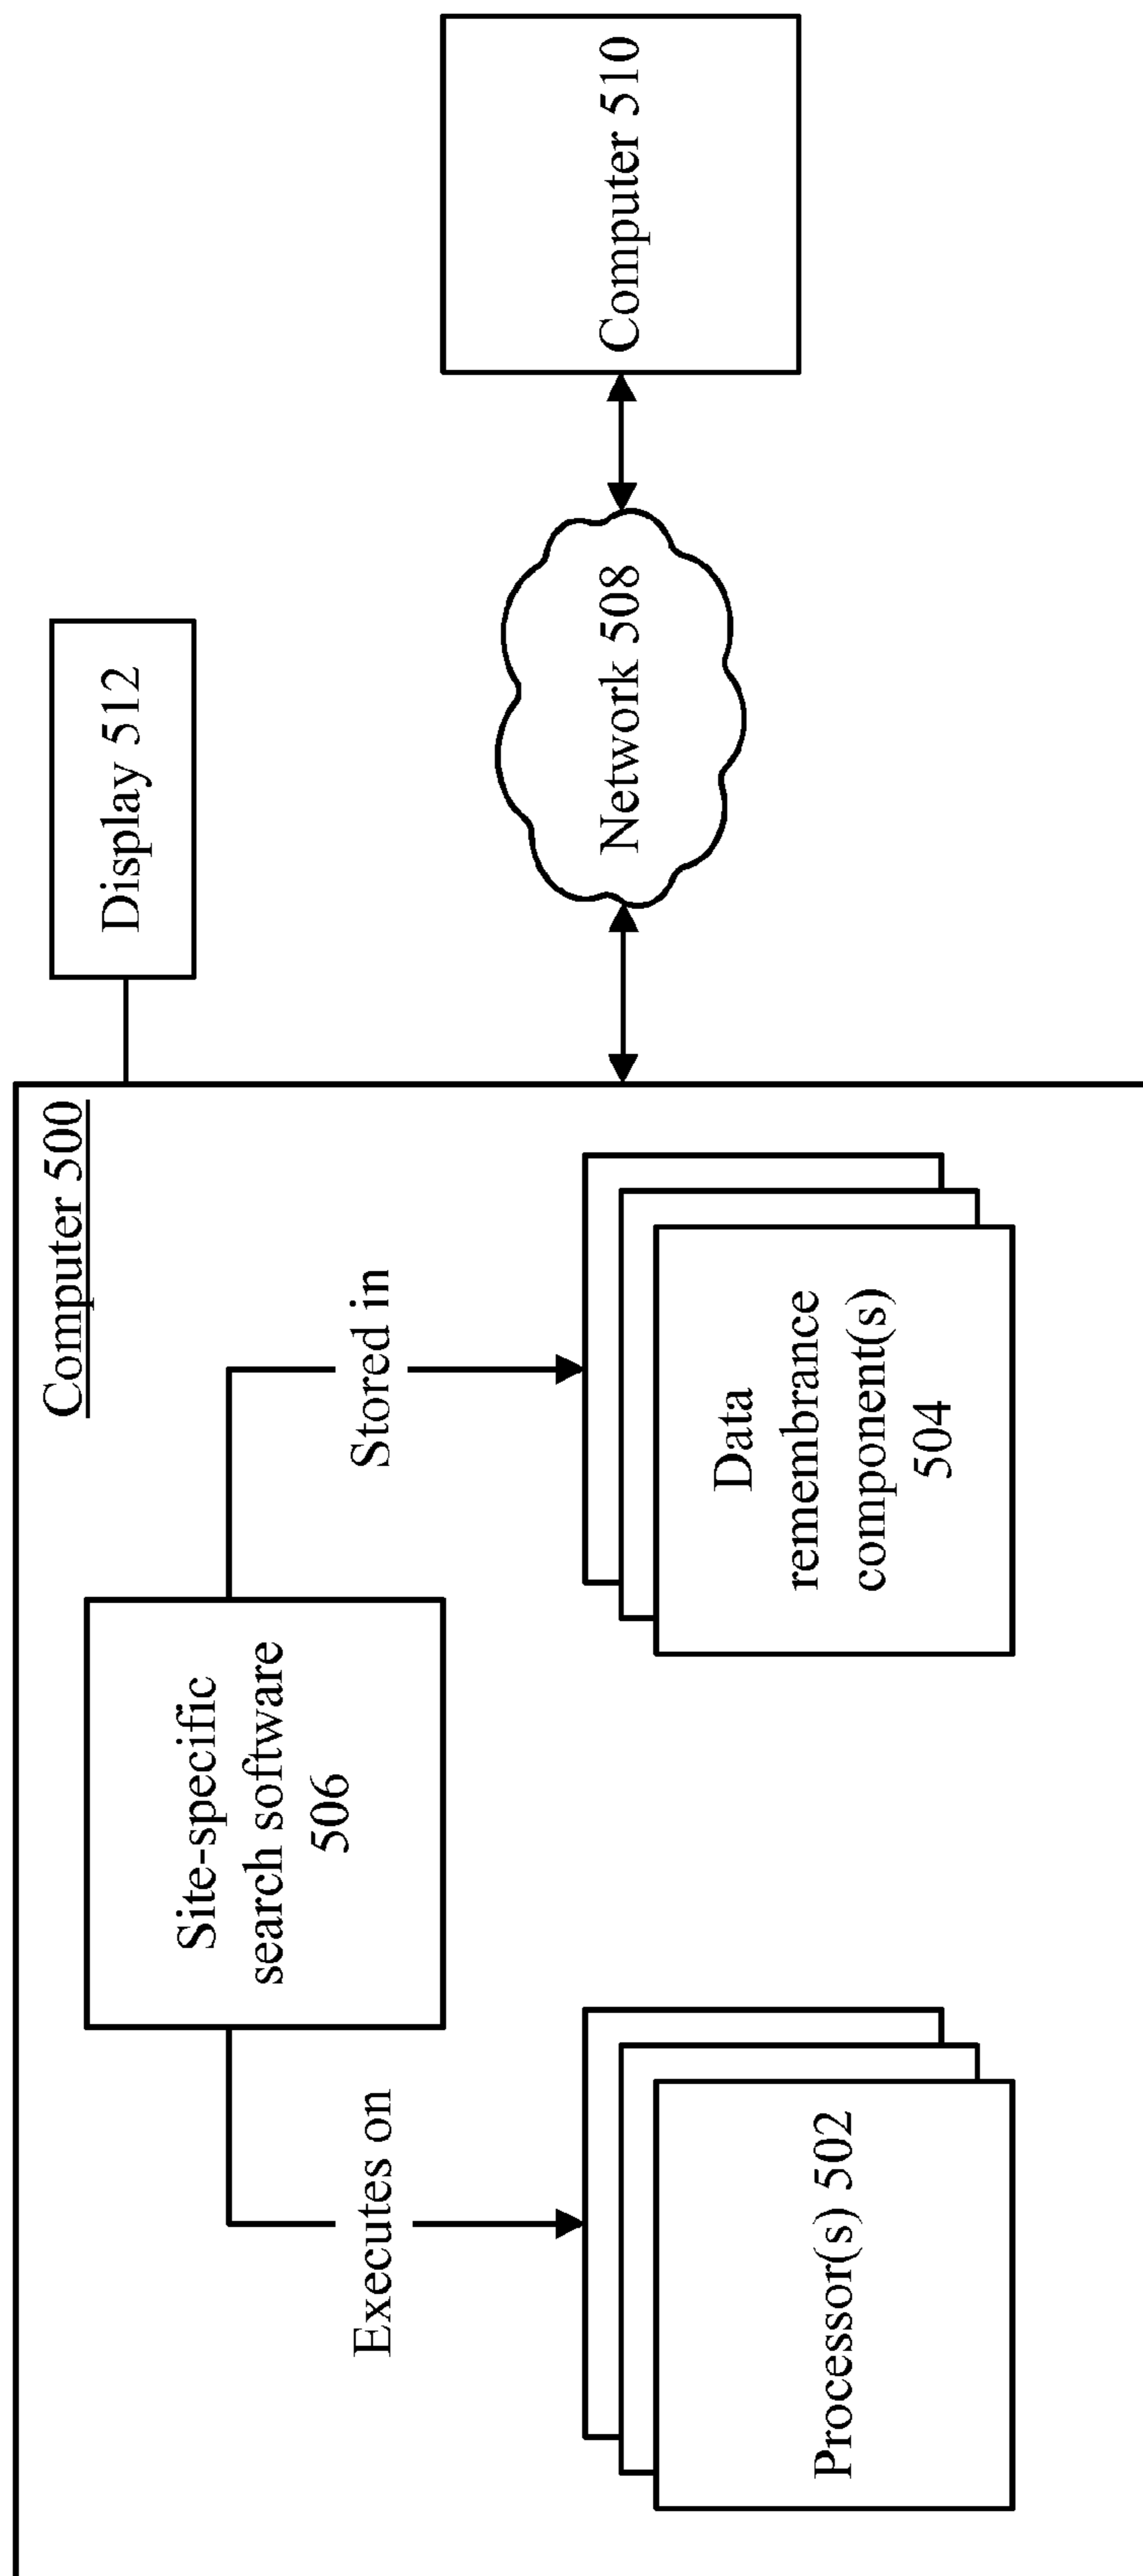 Computer 500
Site-specific
search software
506
Executes on
Stored in
Processor(s) 502
Data
remembrance
component(s)
504
Display 512
Network 508
Computer 510